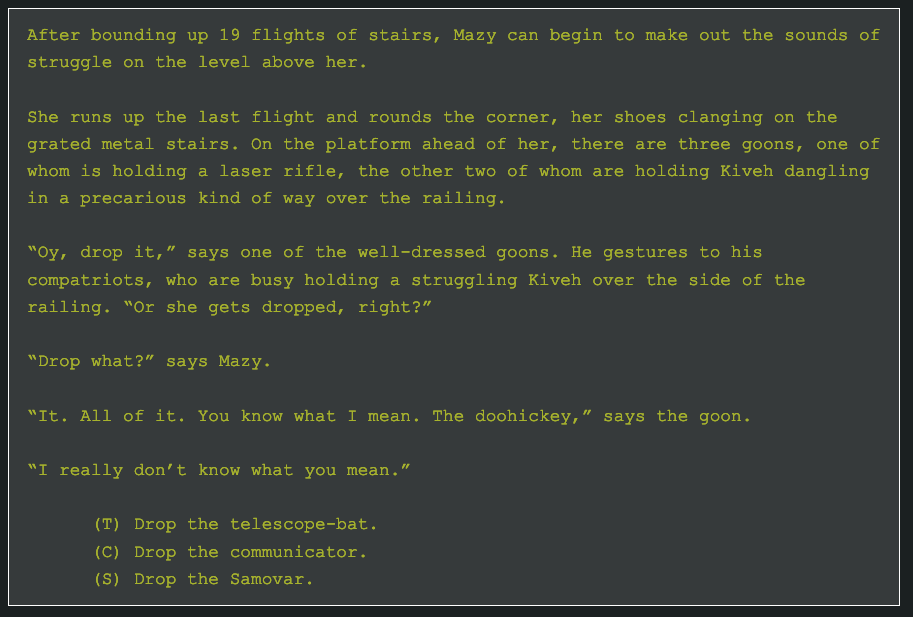 After bounding up 19 flights of stairs, Mazy can begin to make out the sounds of
struggle on the level above her.
She runs up the last flight and rounds the corner, her shoes clanging on the
grated metal stairs. On the platform ahead of her, there are three goons, one of
whom is holding a laser rifle, the other two of whom are holding Kiveh dangling
in a precarious kind of way over the railing.
“Oy, drop it,” says one of the well-dressed goons. He gestures to his
compatriots, who are busy holding a struggling Kiveh over the side of the
railing. “Or she gets dropped, right?”
“Drop what?” says Mazy.
“It. All of it. You know what I mean. The doohickey,” says the goon.
“I really don’t know what you mean.”
(T) Drop the telescope-bat.
(C) Drop the communicator.
(S) Drop the Samovar.